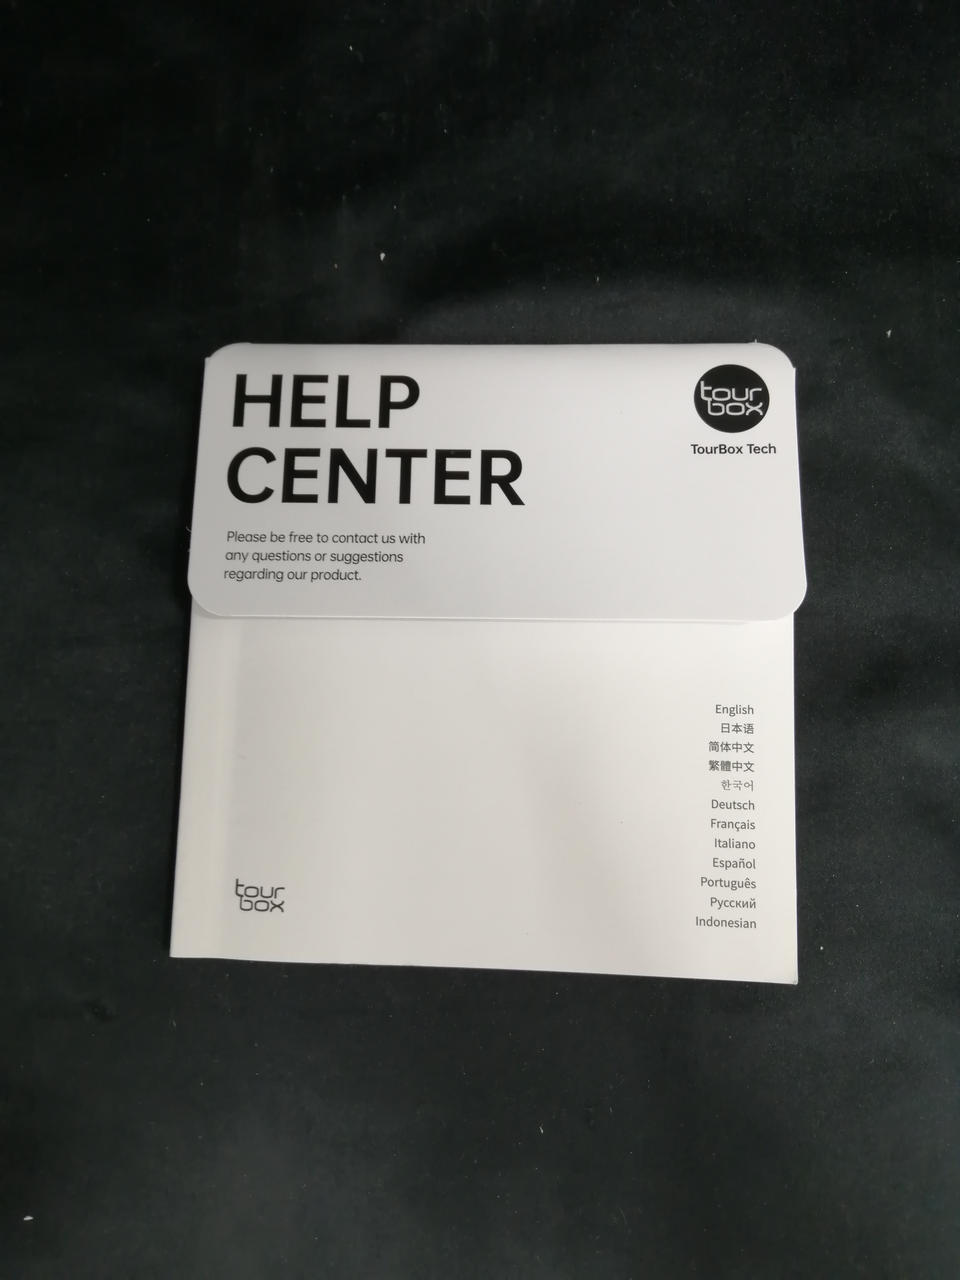 HELP
CENTER
Please be free to contact us with
any questions or suggestions
regarding our product.
tour
box
TourBox Tech
English
日本语
简体中文
繁體中文
한국어
Deutsch
Français
Italiano
Español
Português
Русский
Indonesian
tour
box